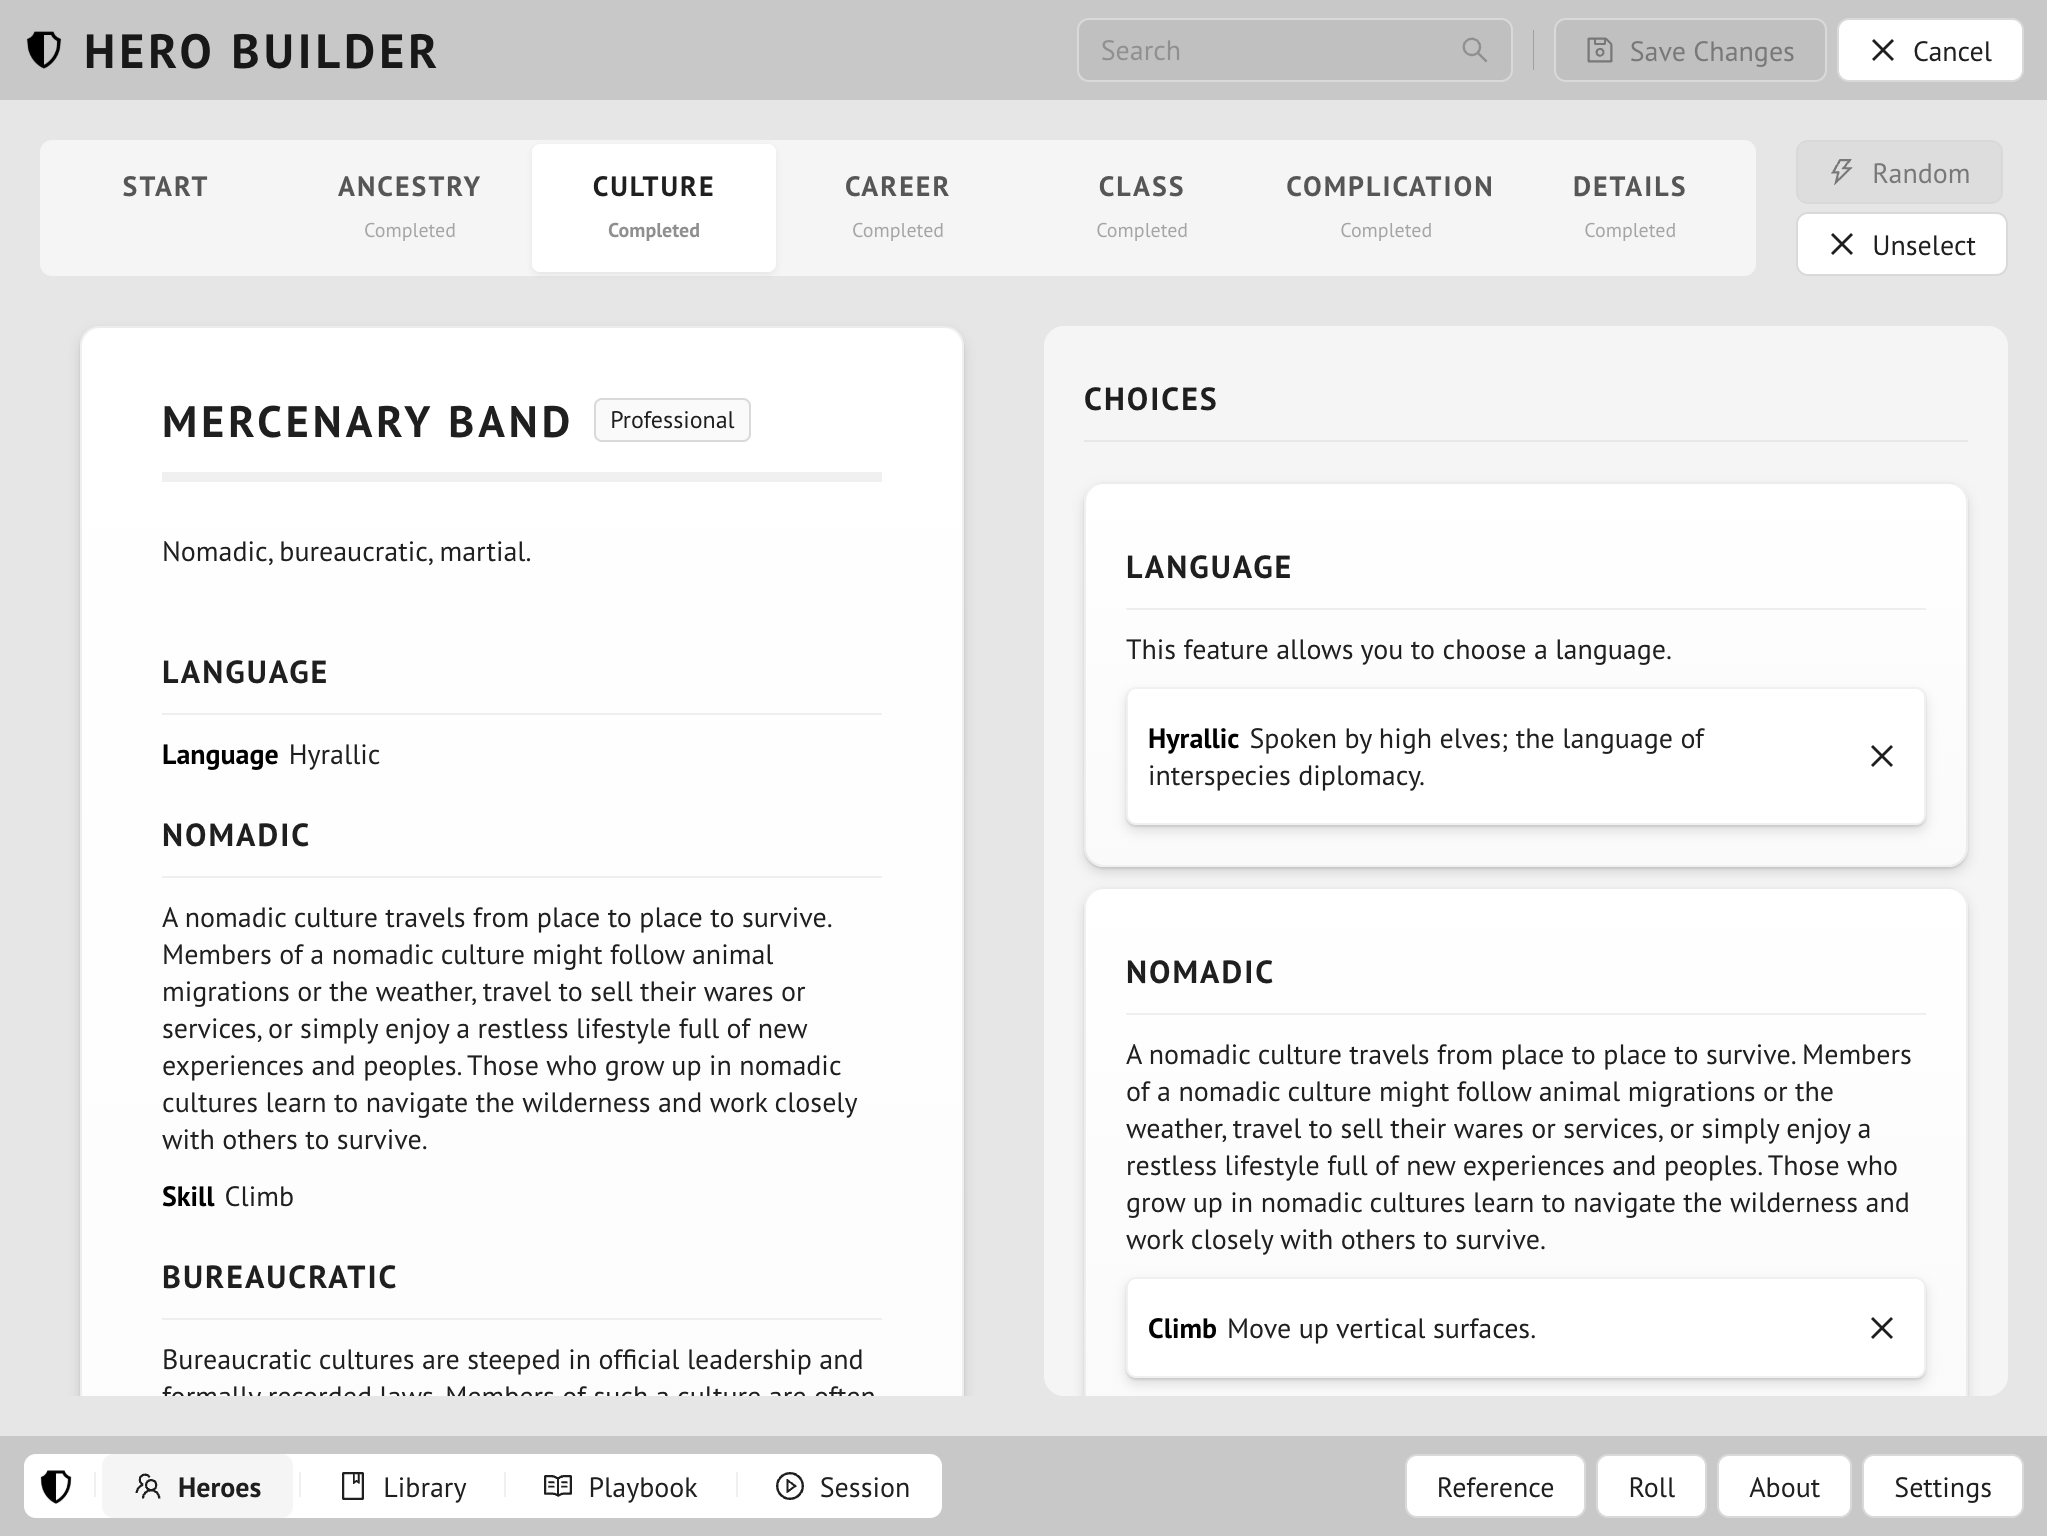 HERO BUILDER
Search
Save Changes
Cancel
START
ANCESTRY
Completed
CULTURE
Completed
CAREER
Completed
CLASS
Completed
COMPLICATION
Completed
DETAILS
Completed
Random
Unselect
MERCENARY BAND
Professional
Nomadic, bureaucratic, martial.
LANGUAGE
Language Hyrallic
NOMADIC
A nomadic culture travels from place to place to survive.
Members of a nomadic culture might follow animal
migrations or the weather, travel to sell their wares or
services, or simply enjoy a restless lifestyle full of new
experiences and peoples. Those who grow up in nomadic
cultures learn to navigate the wilderness and work closely
with others to survive.
Skill Climb
BUREAUCRATIC
Bureaucratic cultures are steeped in official leadership and
formally recorded laws. Members of such a culture are often
CHOICES
LANGUAGE
This feature allows you to choose a language.
Hyrallic Spoken by high elves; the language of
interspecies diplomacy.
NOMADIC
A nomadic culture travels from place to place to survive. Members
of a nomadic culture might follow animal migrations or the
weather, travel to sell their wares or services, or simply enjoy a
restless lifestyle full of new experiences and peoples. Those who
grow up in nomadic cultures learn to navigate the wilderness and
work closely with others to survive.
Climb Move up vertical surfaces.
Heroes
Library
Playbook
Session
Reference
Roll
About
Settings